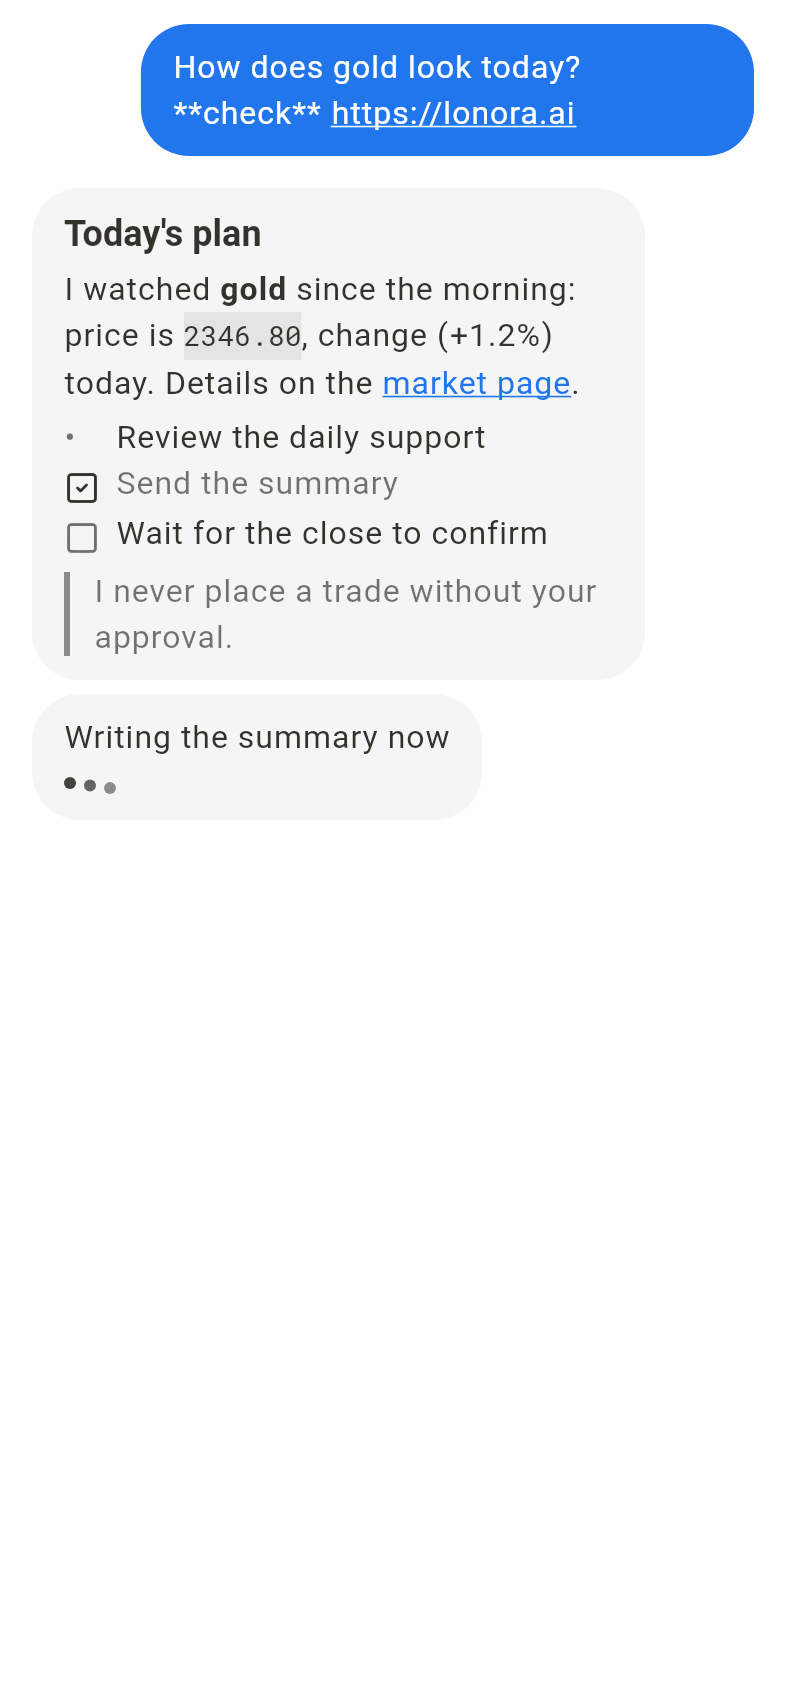 How does gold look today?
**check** https://lonora.ai
Today's plan
I watched gold since the morning:
price is 2346.80, change (+1.2%)
today. Details on the market page.
• Review the daily support
Send the summary
Wait for the close to confirm
I never place a trade without your
approval.
Writing the summary now